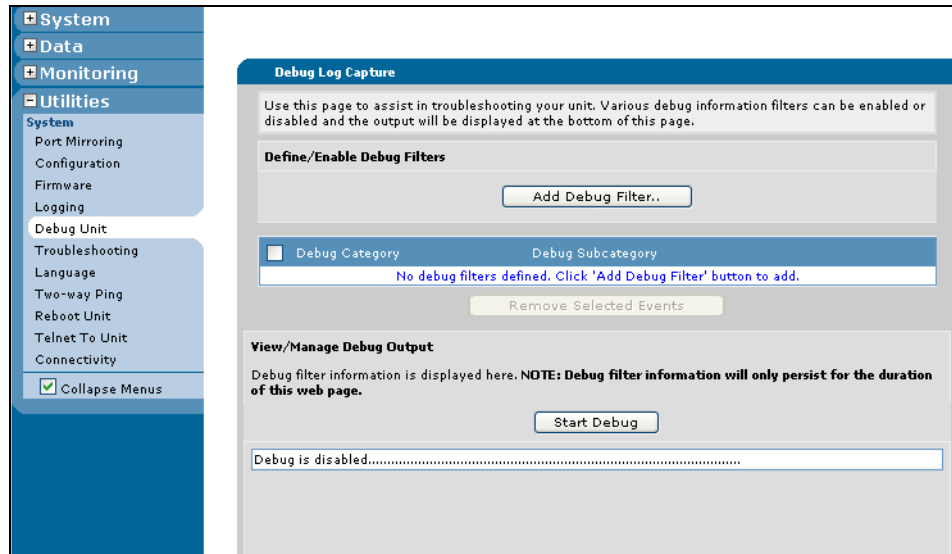 System
Data
Monitoring
Utilities
System
Port Mirroring
Configuration
Firmware
Logging
Debug Unit
Troubleshooting
Language
Two-way Ping
Reboot Unit
Telnet To Unit
Connectivity
Collapse Menus
Debug Log Capture
Use this page to assist in troubleshooting your unit. Various debug information filters can be enabled or
disabled and the output will be displayed at the bottom of this page.
Define/Enable Debug Filters
Add Debug Filter..
Debug Category Debug Subcategory
No debug filters defined. Click 'Add Debug Filter' button to add.
Remove Selected Events
View/Manage Debug Output
Debug filter information is displayed here. NOTE: Debug filter information will only persist for the duration
of this web page.
Start Debug
Debug is disabled.................................................................................................